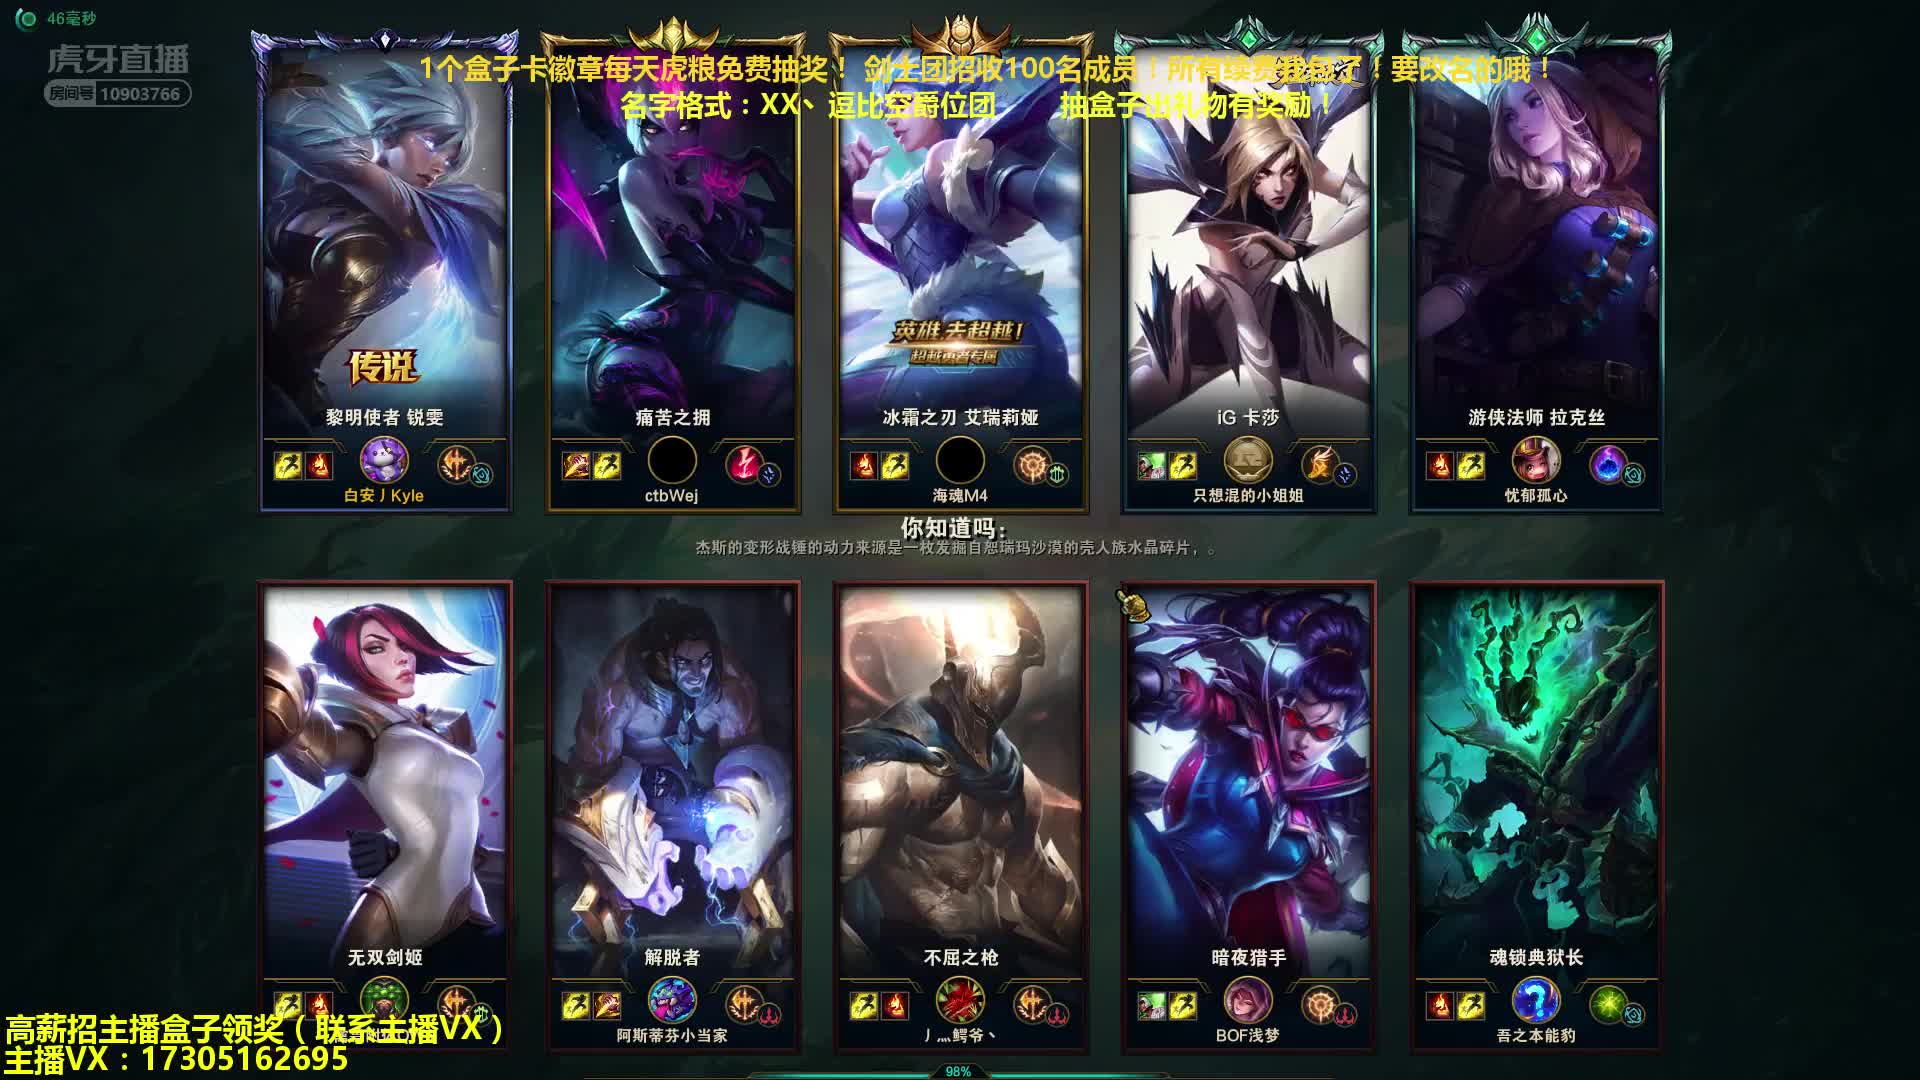 46毫秒
虎牙直播
房间号 10903766
1个盒子卡徽章每天虎粮免费抽奖！ 剑士团招收100名成员！所有续费我包了！要改名的哦！
名字格式：XX丶 逗比空爵位团 抽盒子出礼物有奖励！
传说
英雄,去超越!
超越勇者专属
黎明使者 锐雯
痛苦之拥
冰霜之刃 艾瑞莉娅
iG 卡莎
游侠法师 拉克丝
白安丿Kyle
ctbWej
海魂M4
只想混的小姐姐
忧郁孤心
你知道吗：
杰斯的变形战锤的动力来源是一枚发掘自恕瑞玛沙漠的壳人族水晶碎片，。
无双剑姬
解脱者
不屈之枪
暗夜猎手
魂锁典狱长
阿斯蒂芬小当家
丿灬鳄爷丶
BOF浅梦
吾之本能豹
高薪招主播盒子领奖（联系主播VX）
主播VX：17305162695
98%